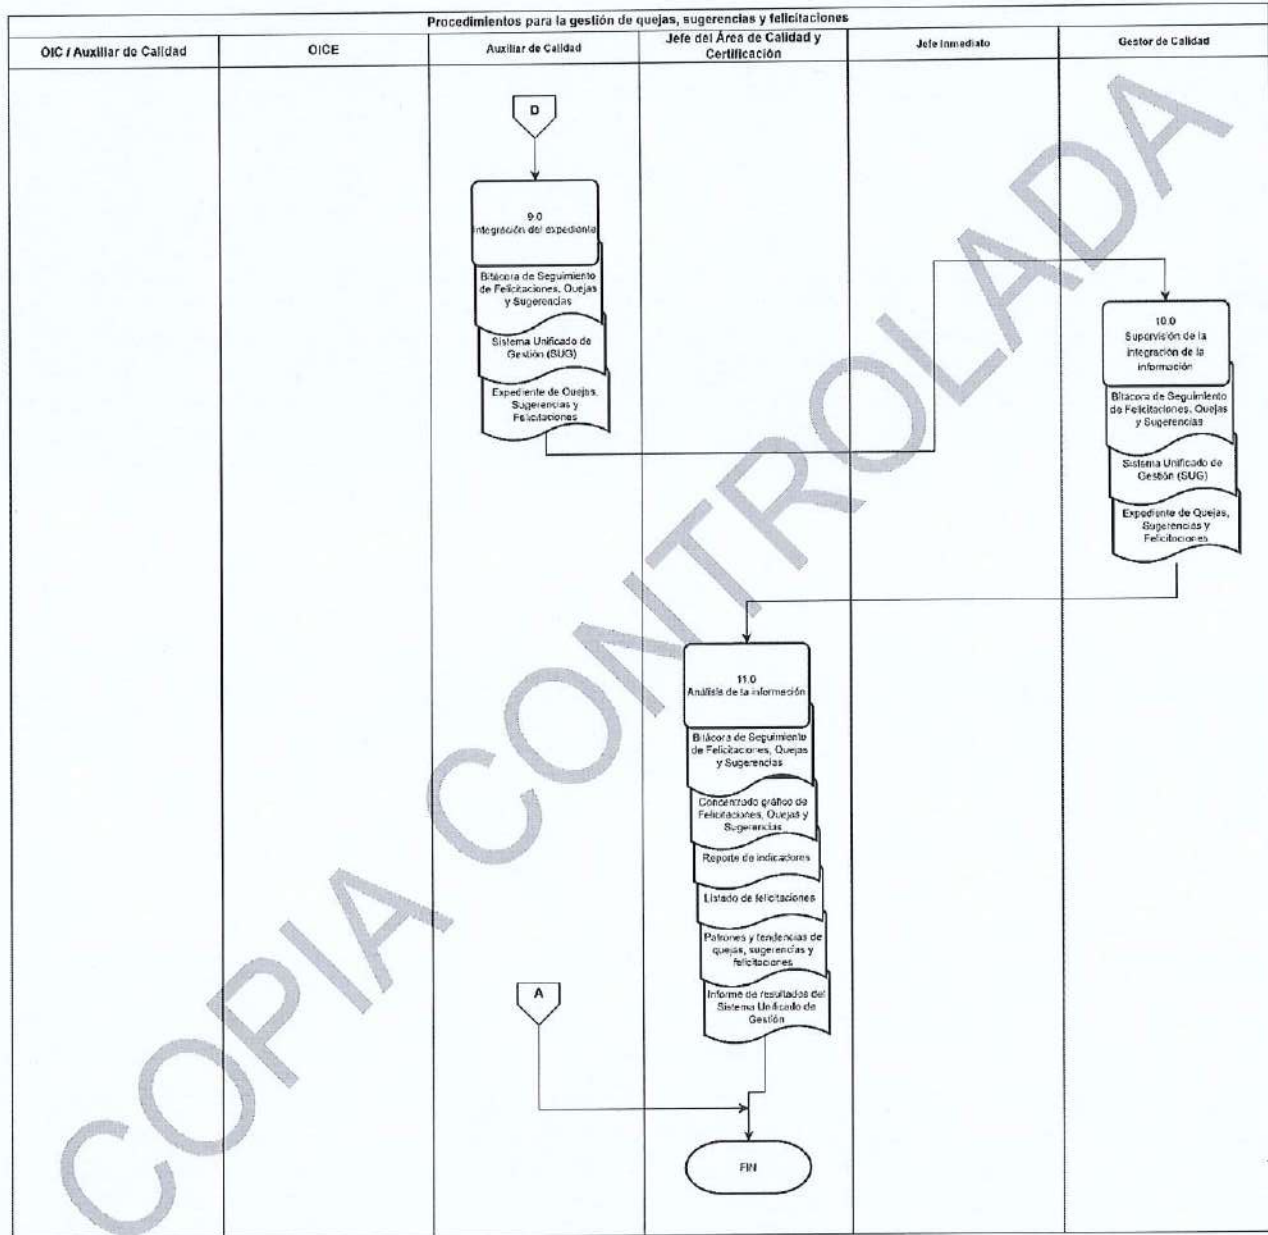 Procedimientos para la gestión de quejas, sugerencias y felicitaciones
OIC / Auxiliar de Calidad
OICE
Auxiliar de Calidad
Jefe del Área de Calidad y
Certificación
Jefe Inmediato
Gestor de Calidad
D
9.0
Integración del expediente
Bitácora de Seguimiento
de Felicitaciones, Quejas
y Sugerencias
Sistema Unificado de
Gestión (SUG)
Expediente de Quejas,
Sugerencias y
Felicitaciones
10.0
Supervisión de la
integración de la
información
Bitácora de Seguimiento
de Felicitaciones, Quejas
y Sugerencias
Sistema Unificado de
Gestión (SUG)
Expediente de Quejas,
Sugerencias y
Felicitaciones
11.0
Análisis de la información
Bitácora de Seguimiento
de Felicitaciones, Quejas
y Sugerencias
Concentrado gráfico de
Felicitaciones, Quejas y
Sugerencias
Reporte de indicadores
Listado de felicitaciones
Patrones y tendencias de
quejas, sugerencias y
felicitaciones
Informe de resultados del
Sistema Unificado de
Gestión
A
FIN
COPIA CONTROLADA